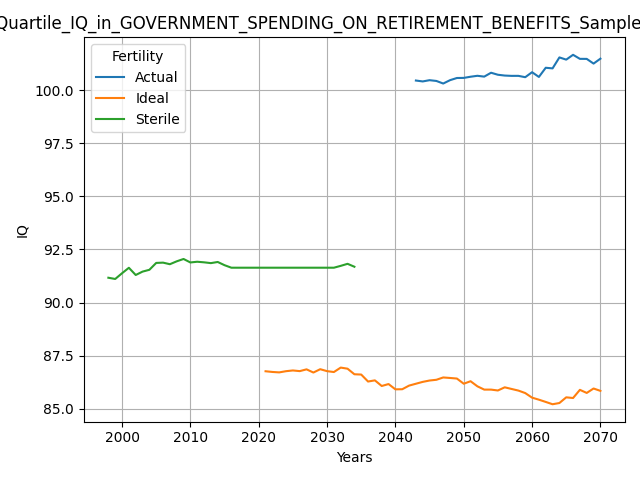 Quartile_IQ_in_GOVERNMENT_SPENDING_ON_RETIREMENT_BENEFITS_Sample
Fertility
Actual
Ideal
Sterile
100.0
97.5
95.0
92.5
90.0
87.5
85.0
IQ
2000 2010 2020 2030 2040 2050 2060 2070
Years